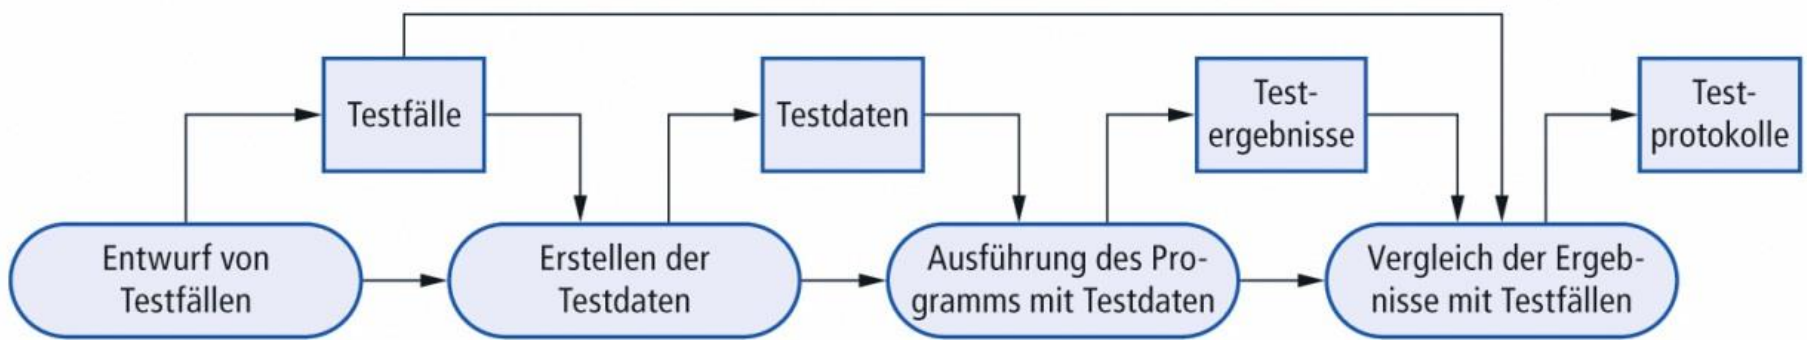 Testfälle
Testdaten
Test-
ergebnisse
Test-
protokolle
Entwurf von
Testfällen
Erstellen der
Testdaten
Ausführung des Pro-
gramms mit Testdaten
Vergleich der Ergeb-
nisse mit Testfällen